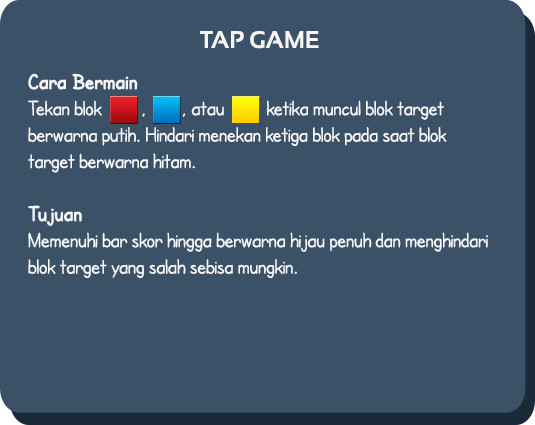 TAP GAME
Cara Bermain
Tekan blok , , atau ketika muncul blok target
berwarna putih. Hindari menekan ketiga blok pada saat blok
target berwarna hitam.
Tujuan
Memenuhi bar skor hingga berwarna hijau penuh dan menghindari
blok target yang salah sebisa mungkin.